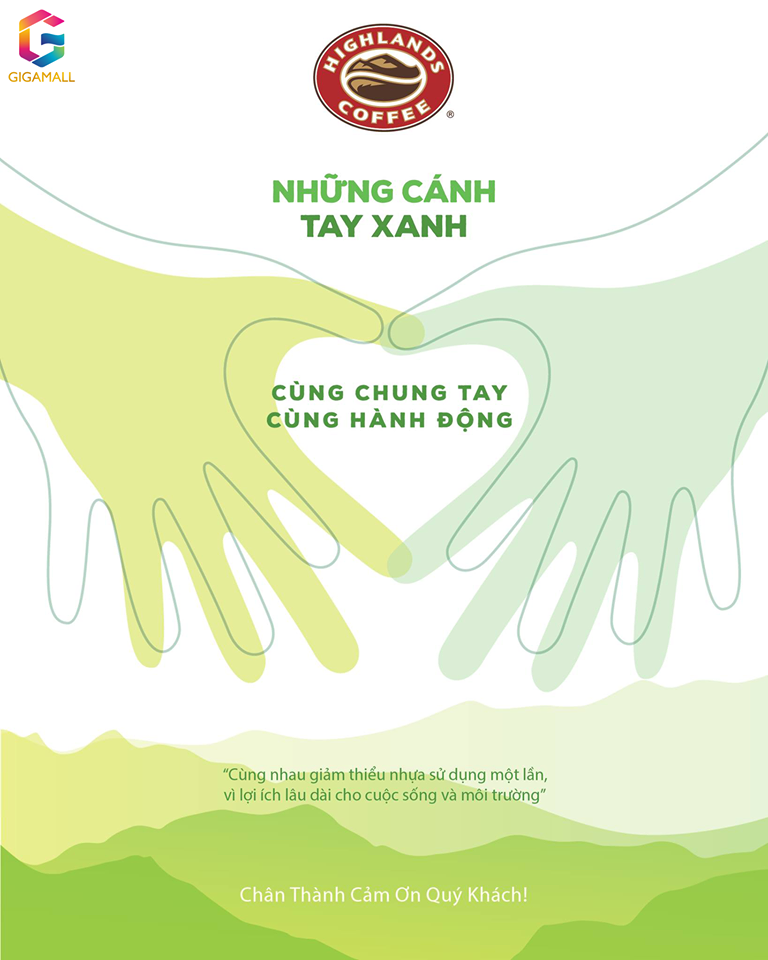 GIGAMALL
HIGHLANDS
COFFEE
®
NHỮNG CÁNH
TAY XANH
CÙNG CHUNG TAY
CÙNG HÀNH ĐỘNG
“Cùng nhau giảm thiểu nhựa sử dụng một lần,
vì lợi ích lâu dài cho cuộc sống và môi trường”
Chân Thành Cảm Ơn Quý Khách!